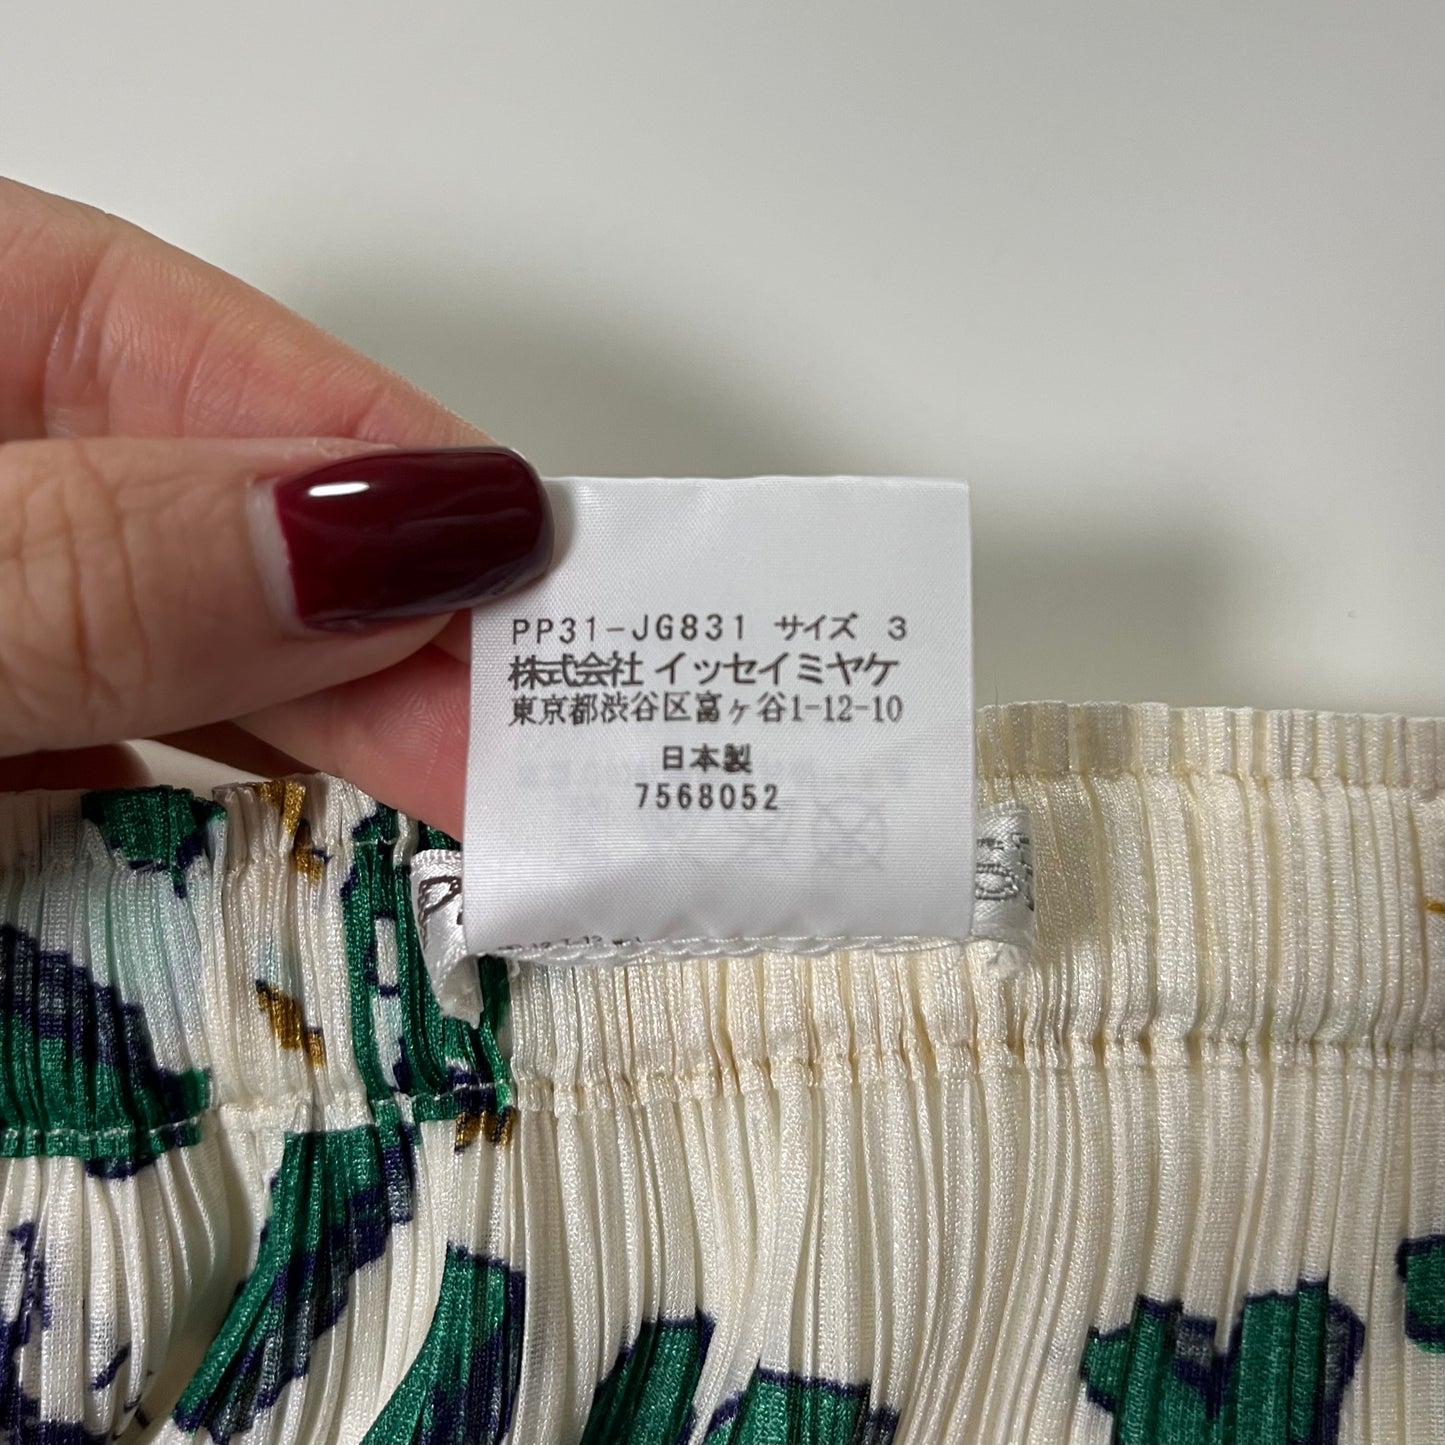 PP31-JG831 サイズ 3
株式会社 イッセイミヤケ
東京都渋谷区富ヶ谷1-12-10
日本製
7568052